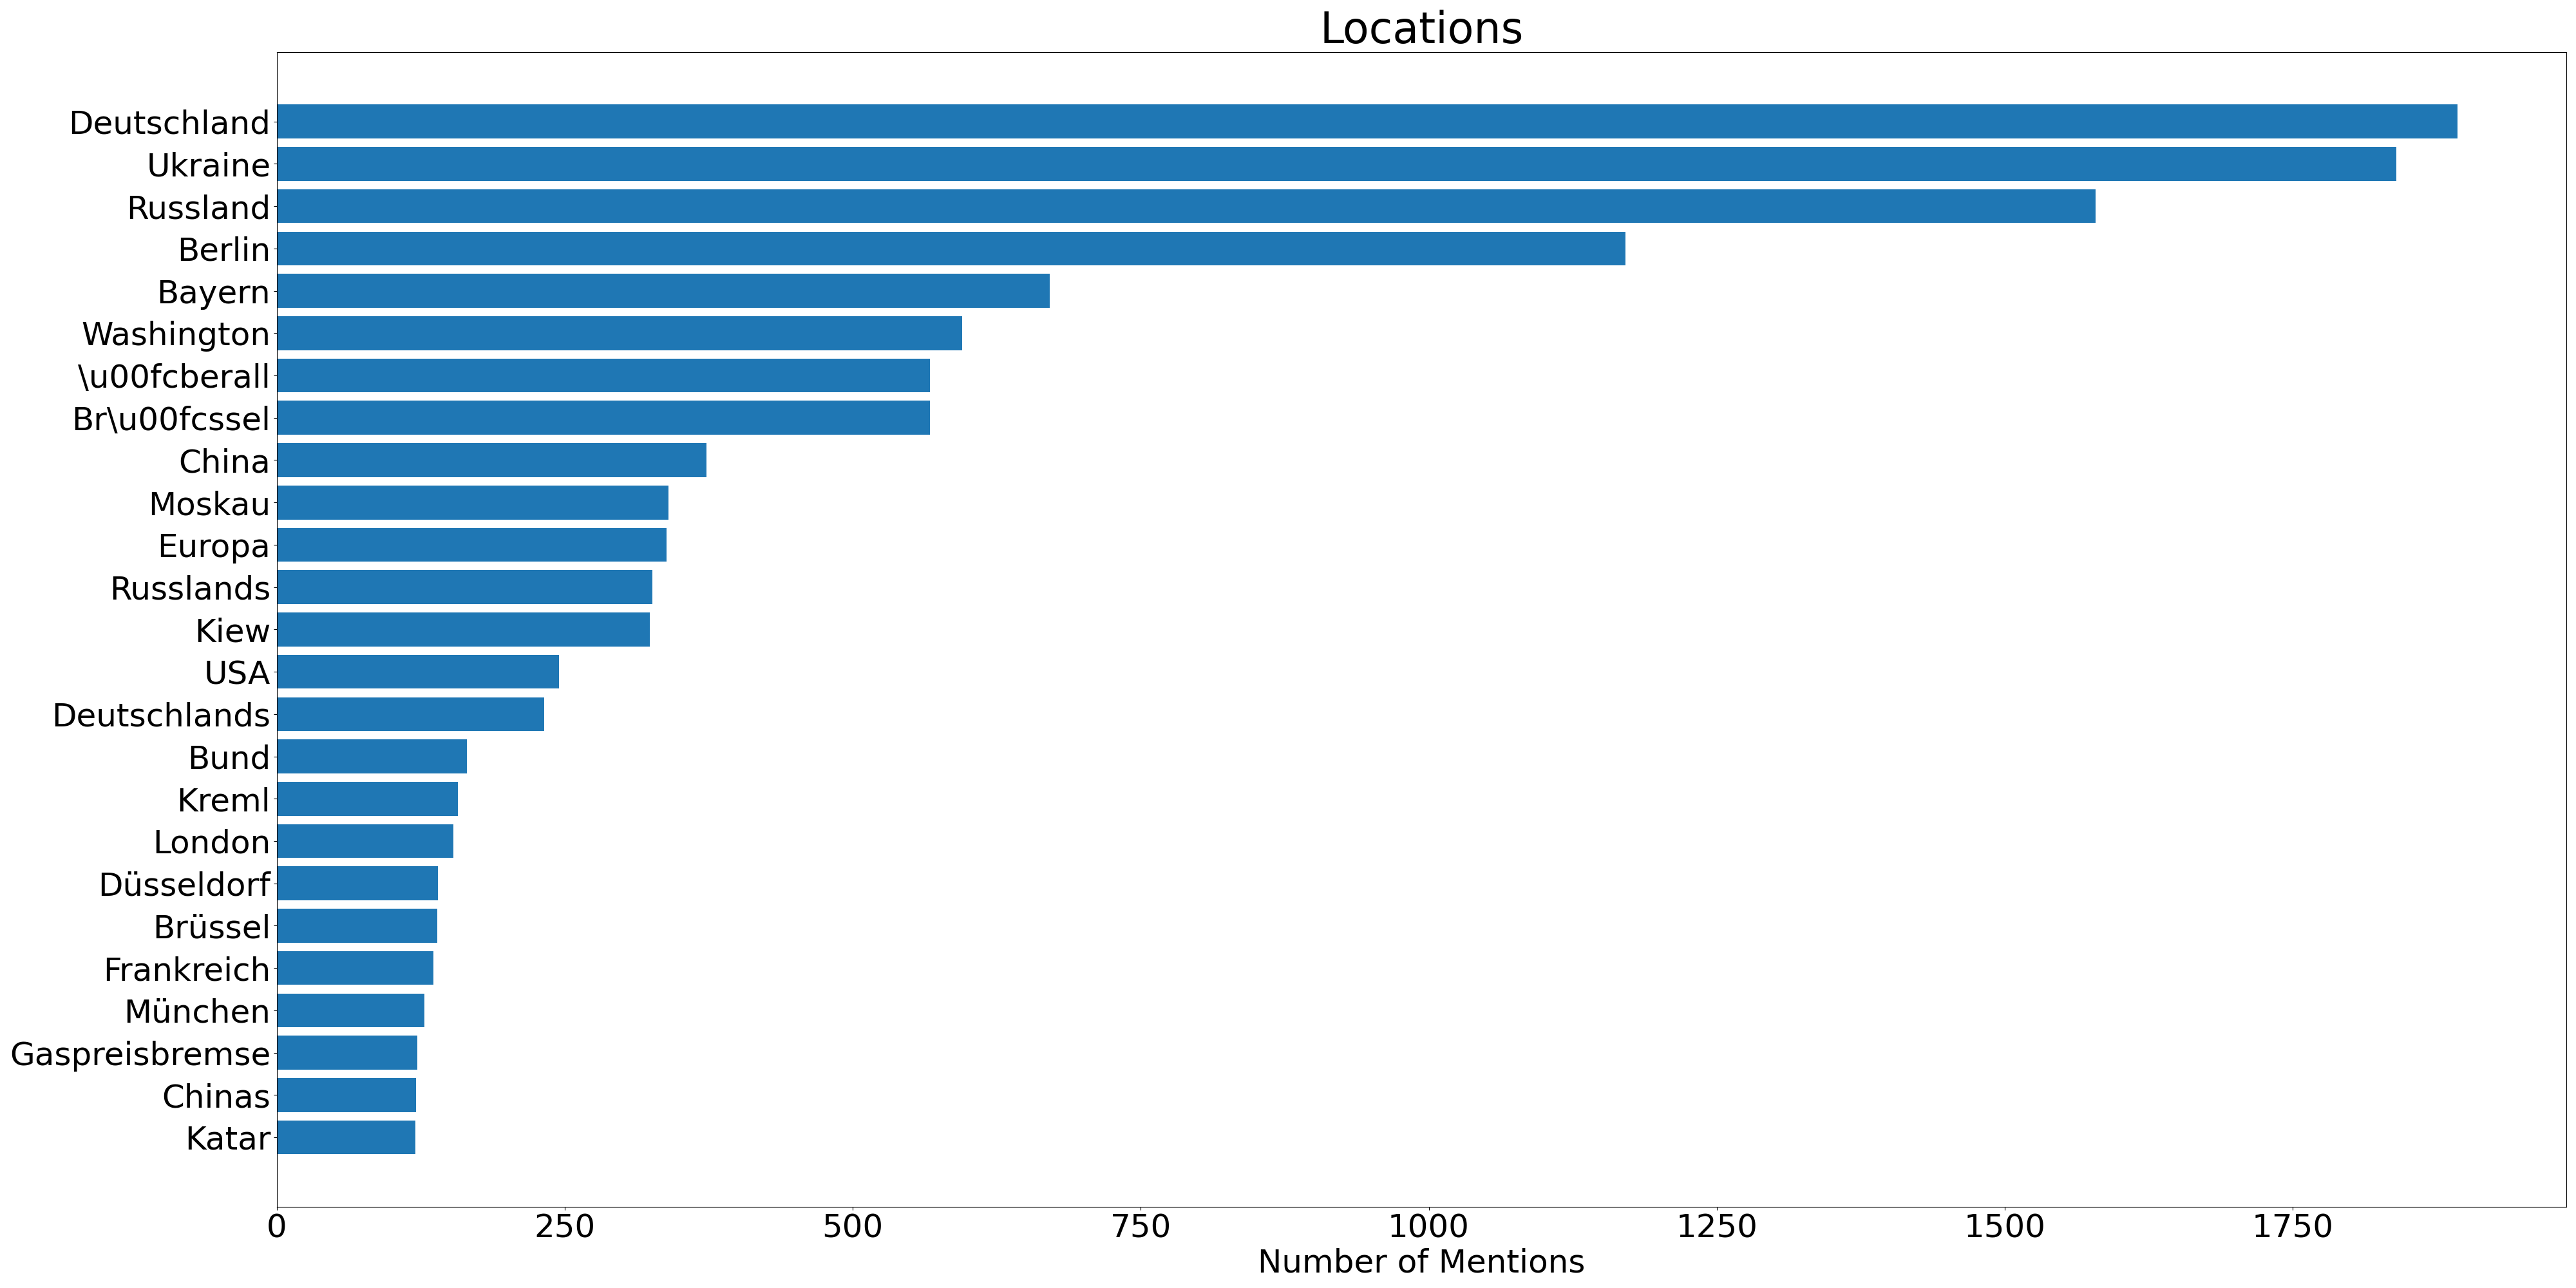 Locations
Deutschland
Ukraine
Russland
Berlin
Bayern
Washington
\u00fcberall
Br\u00fcssel
China
Moskau
Europa
Russlands
Kiew
USA
Deutschlands
Bund
Kreml
London
Düsseldorf
Brüssel
Frankreich
München
Gaspreisbremse
Chinas
Katar
0 250 500 750 1000 1250 1500 1750
Number of Mentions